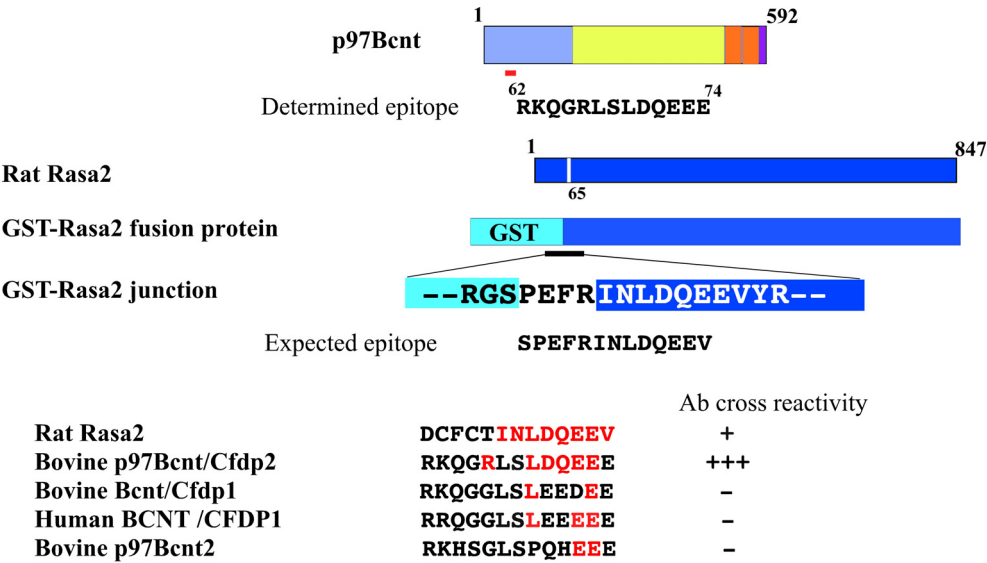 1 592
p97Bcnt
62 74
Determined epitope RKQGRLSLDQEEE
1 847
Rat Rasa2
65
GST-Rasa2 fusion protein GST
GST-Rasa2 junction --RGSPEFRINLDQEEVYR--
Expected epitope SPEFRINLDQEEV
Ab cross reactivity
Rat Rasa2 DCFCTINLDQEEV +
Bovine p97Bcnt/Cfdp2 RKQGRLSLDQEEE +++
Bovine Bcnt/Cfdp1 RKQGGLSLEEDEE –
Human BCNT /CFDP1 RRQGGLSLEEEEE –
Bovine p97Bcnt2 RKHSGLSPQHEEE –